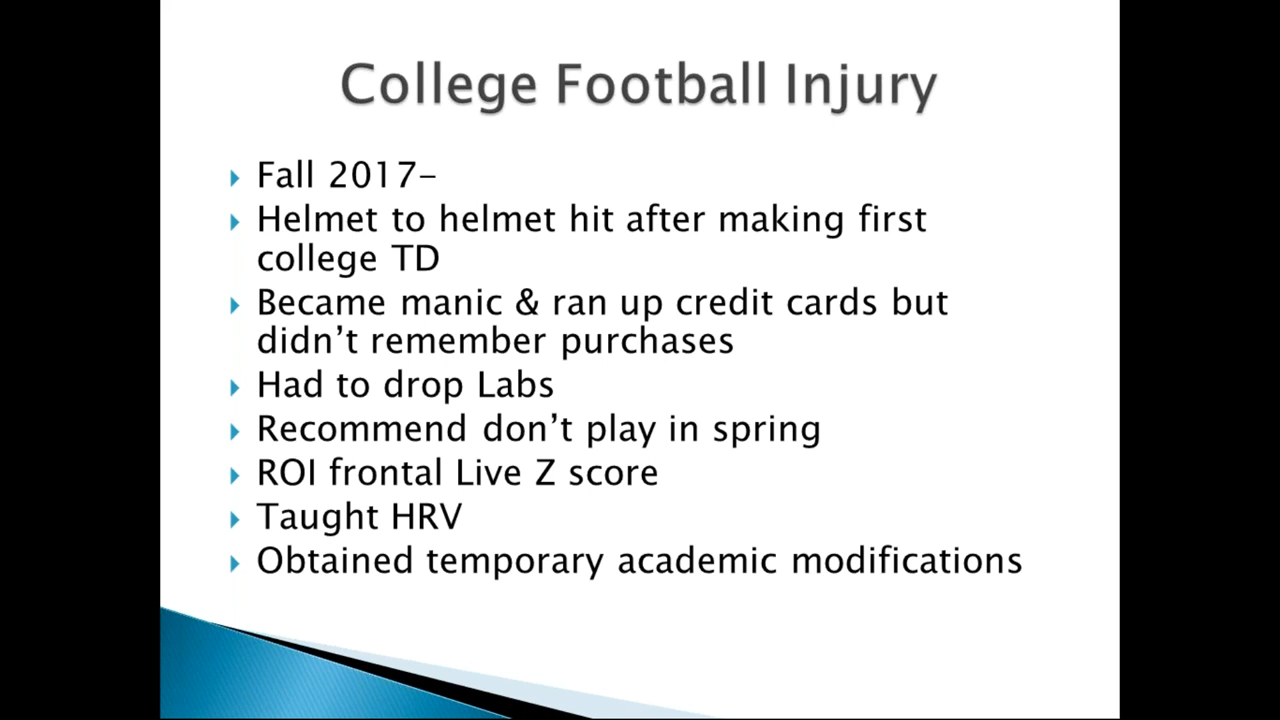 College Football Injury
Fall 2017–
Helmet to helmet hit after making first
college TD
Became manic & ran up credit cards but
didn’t remember purchases
Had to drop Labs
Recommend don’t play in spring
ROI frontal Live Z score
Taught HRV
Obtained temporary academic modifications